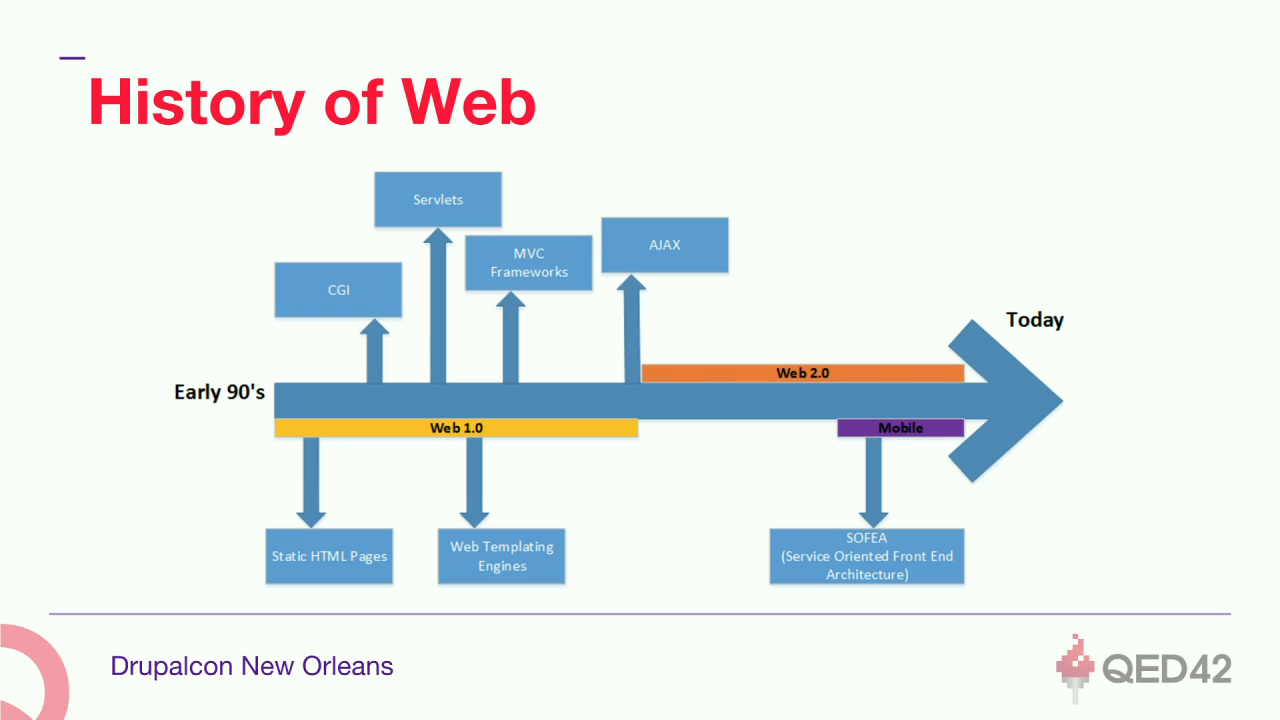 History of Web
Servlets
AJAX
MVC
Frameworks
CGI
Today
Early 90's
Web 2.0
Web 1.0
Mobile
Static HTML Pages
Web Templating
Engines
SOFEA
(Service Oriented Front End
Architecture)
Drupalcon New Orleans
QED42